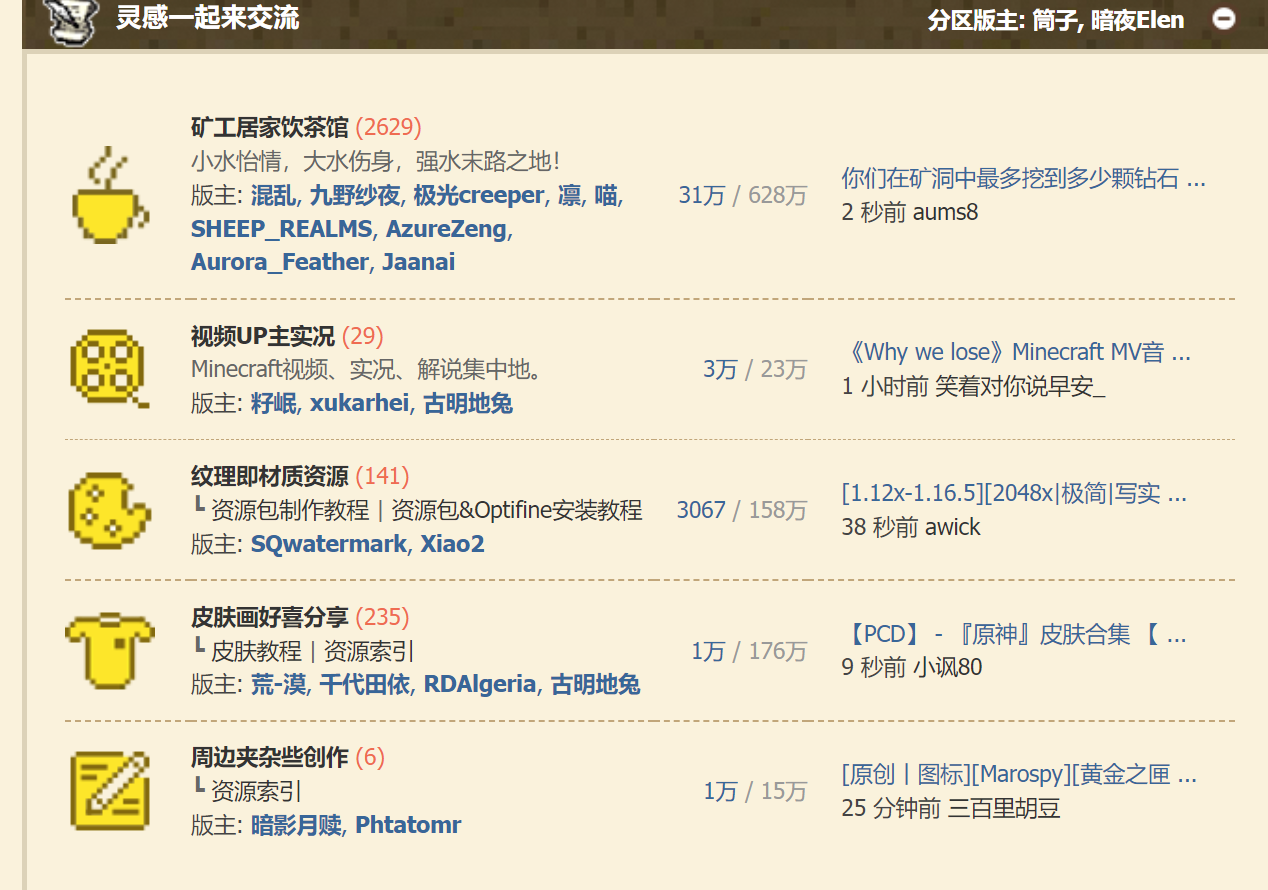 灵感一起来交流
分区版主: 筒子, 暗夜Elen
矿工居家饮茶馆 (2629)
小水怡情，大水伤身，强水末路之地!
版主: 混乱, 九野纱夜, 极光creeper, 凛, 喵,
SHEEP_REALMS, AzureZeng,
Aurora_Feather, Jaanai
31万 / 628万
你们在矿洞中最多挖到多少颗钻石 ...
2 秒前 aums8
视频UP主实况 (29)
Minecraft视频、实况、解说集中地。
版主: 籽岷, xukarhei, 古明地兔
3万 / 23万
《Why we lose》Minecraft MV音 ...
1 小时前 笑着对你说早安_
纹理即材质资源 (141)
┗ 资源包制作教程 | 资源包&Optifine安装教程
版主: SQwatermark, Xiao2
3067 / 158万
[1.12x-1.16.5][2048x|极简|写实 ...
38 秒前 awick
皮肤画好喜分享 (235)
┗ 皮肤教程 | 资源索引
版主: 荒-漠, 千代田依, RDAlgeria, 古明地兔
1万 / 176万
【PCD】 - 『原神』皮肤合集 【 ...
9 秒前 小讽80
周边夹杂些创作 (6)
┗ 资源索引
版主: 暗影月赎, Phtatomr
1万 / 15万
[原创丨图标][Marospy][黄金之匣 ...
25 分钟前 三百里胡豆